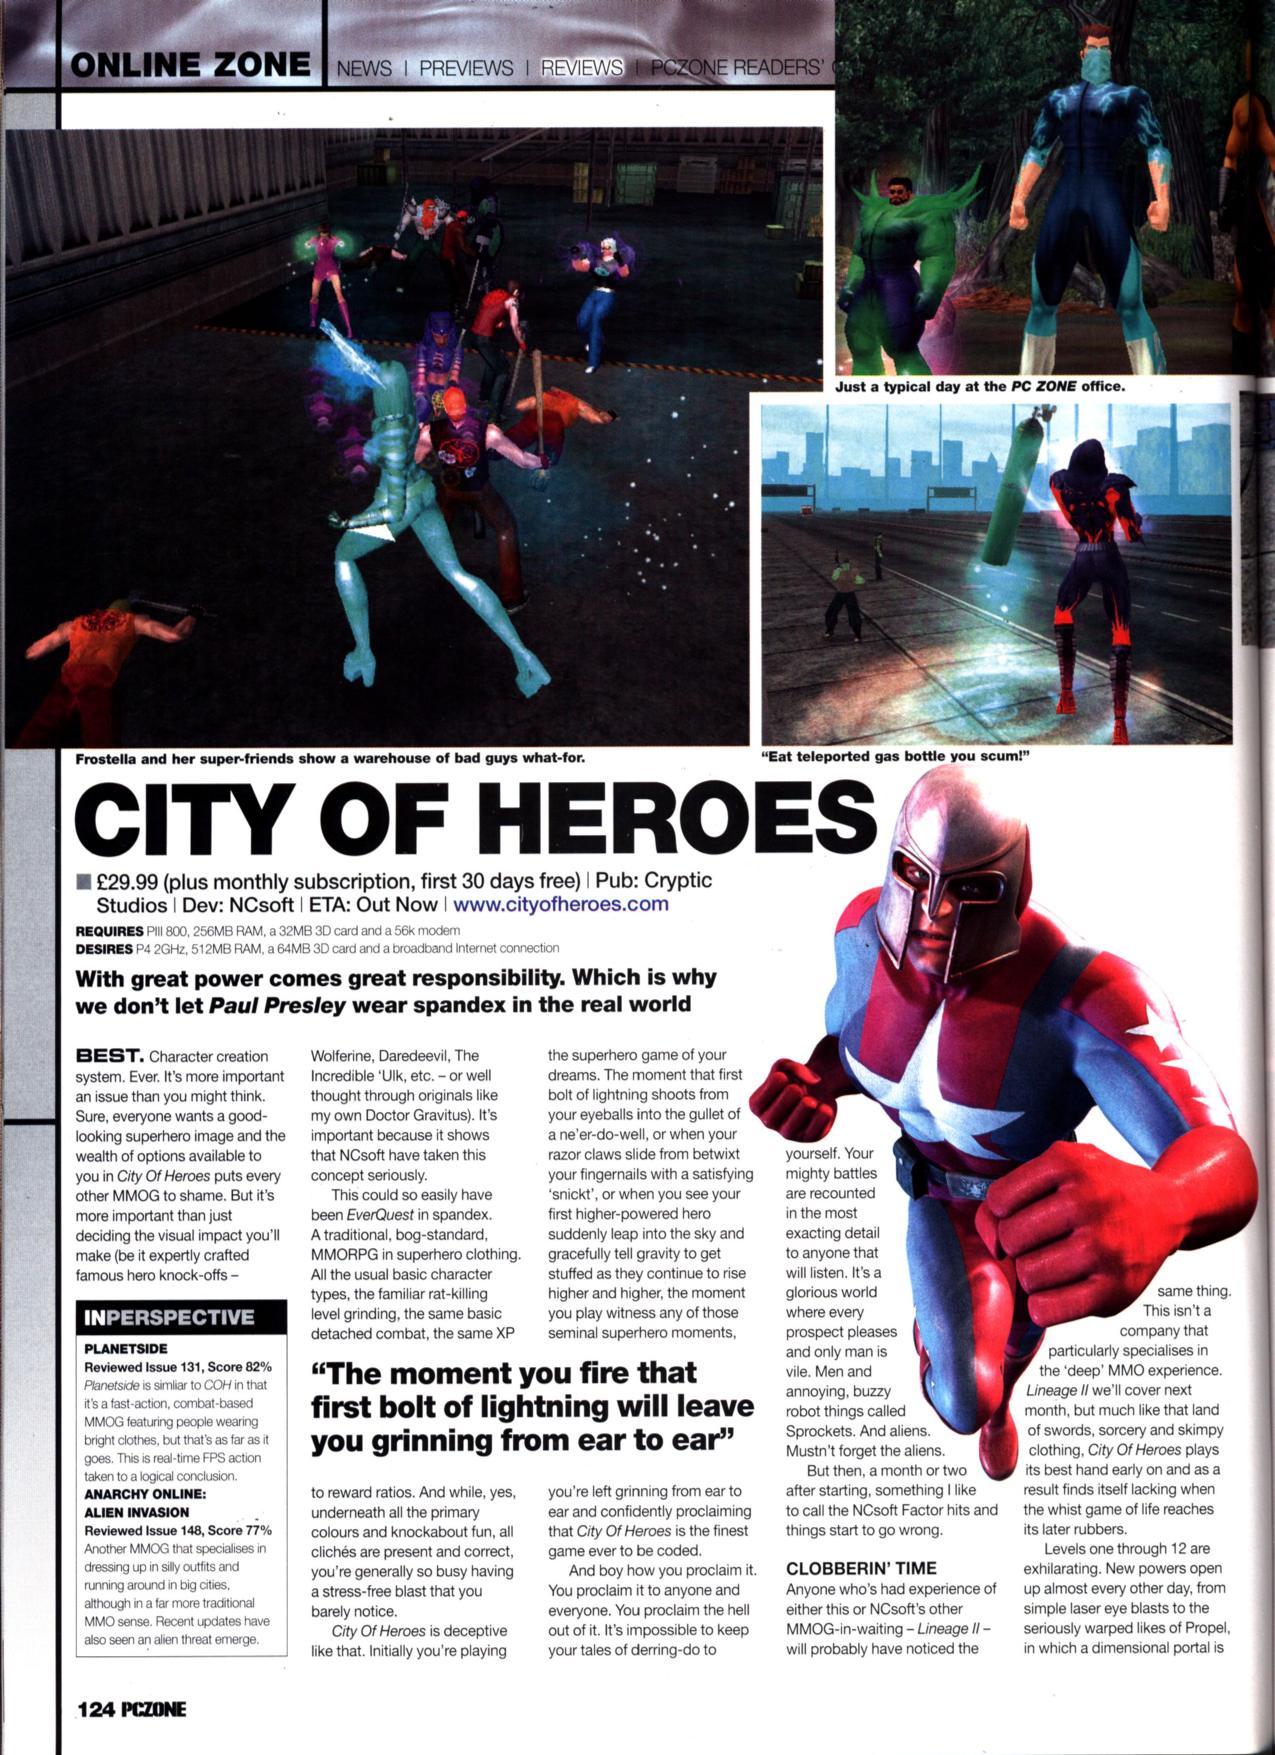 ONLINE ZONE
NEWS | PREVIEWS | REVIEWS | PCZONE READERS'
Just a typical day at the PC ZONE office.
Frostella and her super-friends show a warehouse of bad guys what-for.
“Eat teleported gas bottle you scum!”
CITY OF HEROES
£29.99 (plus monthly subscription, first 30 days free) | Pub: Cryptic
Studios | Dev: NCsoft | ETA: Out Now | www.cityofheroes.com
REQUIRES PIII 800, 256MB RAM, a 32MB 3D card and a 56k modem
DESIRES P4 2GHz, 512MB RAM, a 64MB 3D card and a broadband Internet connection
With great power comes great responsibility. Which is why
we don't let Paul Presley wear spandex in the real world
BEST. Character creation
system. Ever. It's more important
an issue than you might think.
Sure, everyone wants a good-
looking superhero image and the
wealth of options available to
you in City Of Heroes puts every
other MMOG to shame. But it's
more important than just
deciding the visual impact you'll
make (be it expertly crafted
famous hero knock-offs –
INPERSPECTIVE
PLANETSIDE
Reviewed Issue 131, Score 82%
Planetside is simliar to COH in that
it's a fast-action, combat-based
MMOG featuring people wearing
bright clothes, but that's as far as it
goes. This is real-time FPS action
taken to a logical conclusion.
ANARCHY ONLINE:
ALIEN INVASION
Reviewed Issue 148, Score 77%
Another MMOG that specialises in
dressing up in silly outfits and
running around in big cities,
although in a far more traditional
MMO sense. Recent updates have
also seen an alien threat emerge.
Wolferine, Daredeevil, The
Incredible 'Ulk, etc. – or well
thought through originals like
my own Doctor Gravitus). It's
important because it shows
that NCsoft have taken this
concept seriously.
This could so easily have
been EverQuest in spandex.
A traditional, bog-standard,
MMORPG in superhero clothing.
All the usual basic character
types, the familiar rat-killing
level grinding, the same basic
detached combat, the same XP
“The moment you fire that
first bolt of lightning will leave
you grinning from ear to ear”
to reward ratios. And while, yes,
underneath all the primary
colours and knockabout fun, all
clichés are present and correct,
you're generally so busy having
a stress-free blast that you
barely notice.
City Of Heroes is deceptive
like that. Initially you're playing
the superhero game of your
dreams. The moment that first
bolt of lightning shoots from
your eyeballs into the gullet of
a ne'er-do-well, or when your
razor claws slide from betwixt
your fingernails with a satisfying
'snickt', or when you see your
first higher-powered hero
suddenly leap into the sky and
gracefully tell gravity to get
stuffed as they continue to rise
higher and higher, the moment
you play witness any of those
seminal superhero moments,
you're left grinning from ear to
ear and confidently proclaiming
that City Of Heroes is the finest
game ever to be coded.
And boy how you proclaim it.
You proclaim it to anyone and
everyone. You proclaim the hell
out of it. It's impossible to keep
your tales of derring-do to
yourself. Your
mighty battles
are recounted
in the most
exacting detail
to anyone that
will listen. It's a
glorious world
where every
prospect pleases
and only man is
vile. Men and
annoying, buzzy
robot things called
Sprockets. And aliens.
Mustn't forget the aliens.
But then, a month or two
after starting, something I like
to call the NCsoft Factor hits and
things start to go wrong.
CLOBBERIN' TIME
Anyone who's had experience of
either this or NCsoft's other
MMOG-in-waiting – Lineage II –
will probably have noticed the
same thing.
This isn't a
company that
particularly specialises in
the 'deep' MMO experience.
Lineage II we'll cover next
month, but much like that land
of swords, sorcery and skimpy
clothing, City Of Heroes plays
its best hand early on and as a
result finds itself lacking when
the whist game of life reaches
its later rubbers.
Levels one through 12 are
exhilarating. New powers open
up almost every other day, from
simple laser eye blasts to the
seriously warped likes of Propel,
in which a dimensional portal is
124 PCZONE